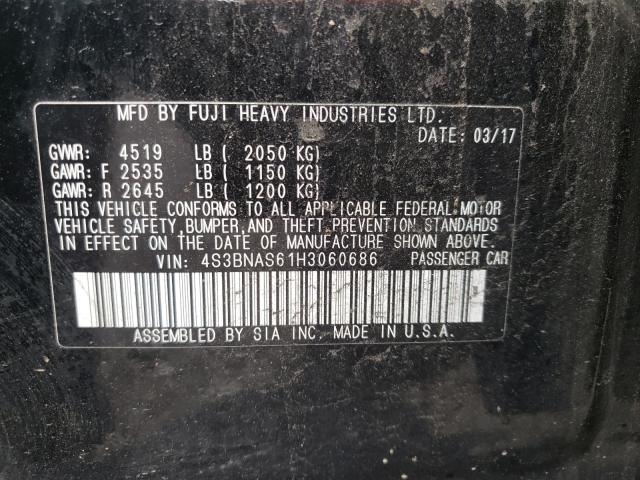 MFD BY FUJI HEAVY INDUSTRIES LTD.
DATE: 03/17
GVWR: 4519 LB ( 2050 KG)
GAWR: F 2535 LB ( 1150 KG)
GAWR: R 2645 LB ( 1200 KG)
THIS VEHICLE CONFORMS TO ALL APPLICABLE FEDERAL MOTOR
VEHICLE SAFETY, BUMPER, AND THEFT PREVENTION STANDARDS
IN EFFECT ON THE DATE OF MANUFACTURE SHOWN ABOVE.
VIN: 4S3BNAS61H3060686 PASSENGER CAR
ASSEMBLED BY SIA INC. MADE IN U.S.A.